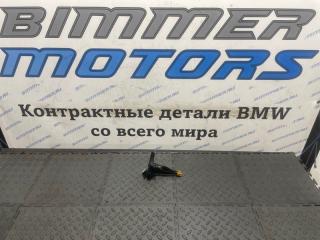 BIMMER
MOTORS
Контрактные детали BMW
со всего мира